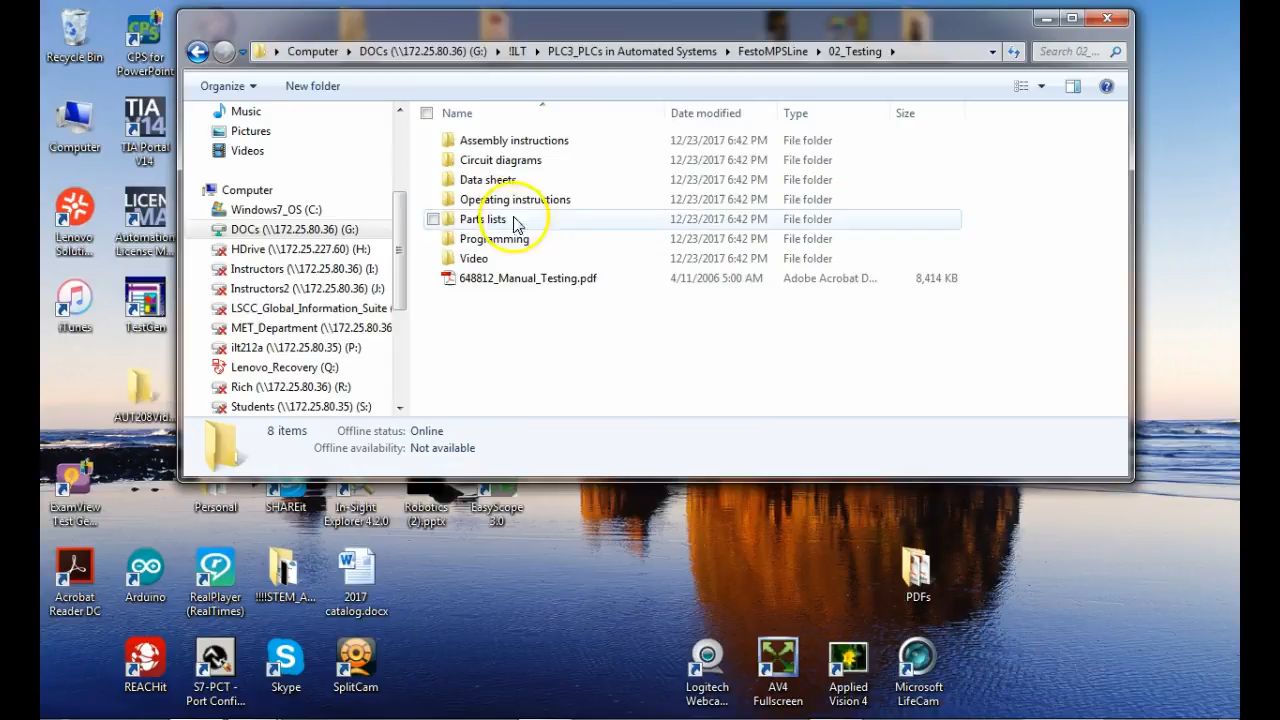 Computer
DOCs (\\172.25.80.36) (G:)
!ILT
PLC3_PLCs in Automated Systems
FestoMPSLine
02_Testing
Search 02_...
Organize
New folder
Name
Date modified
Type
Size
Music
Pictures
Videos
Computer
Windows7_OS (C:)
DOCs (\\172.25.80.36) (G:)
HDrive (\\172.25.227.60) (H:)
Instructors (\\172.25.80.36) (I:)
Instructors2 (\\172.25.80.36) (J:)
LSCC_Global_Information_Suite (
MET_Department (\\172.25.80.36
ilt212a (\\172.25.80.35) (P:)
Lenovo_Recovery (Q:)
Rich (\\172.25.80.36) (R:)
Students (\\172.25.80.35) (S:)
Assembly instructions 12/23/2017 6:42 PM File folder
Circuit diagrams 12/23/2017 6:42 PM File folder
Data sheets 12/23/2017 6:42 PM File folder
Operating instructions 12/23/2017 6:42 PM File folder
Parts lists 12/23/2017 6:42 PM File folder
Programming 12/23/2017 6:42 PM File folder
Video 12/23/2017 6:42 PM File folder
648812_Manual_Testing.pdf 4/11/2006 5:00 AM Adobe Acrobat D... 8,414 KB
8 items Offline status: Online
Offline availability: Not available
Recycle Bin
GPS for
PowerPoint
Computer
TIA Portal
V14
Lenovo
Soluti...
Automation
License M...
iTunes
TestGen
AUT208Vid...
ExamView
Test Ge...
Personal
SHAREit
In-Sight
Explorer 4.2.0
Robotics
(2).pptx
EasyScope
3.0
Acrobat
Reader DC
Arduino
RealPlayer
(RealTimes)
!!!!STEM_A...
2017
catalog.docx
PDFs
REACHit
S7-PCT -
Port Confi...
Skype
SplitCam
Logitech
Webca...
AV4
Fullscreen
Applied
Vision 4
Microsoft
LifeCam